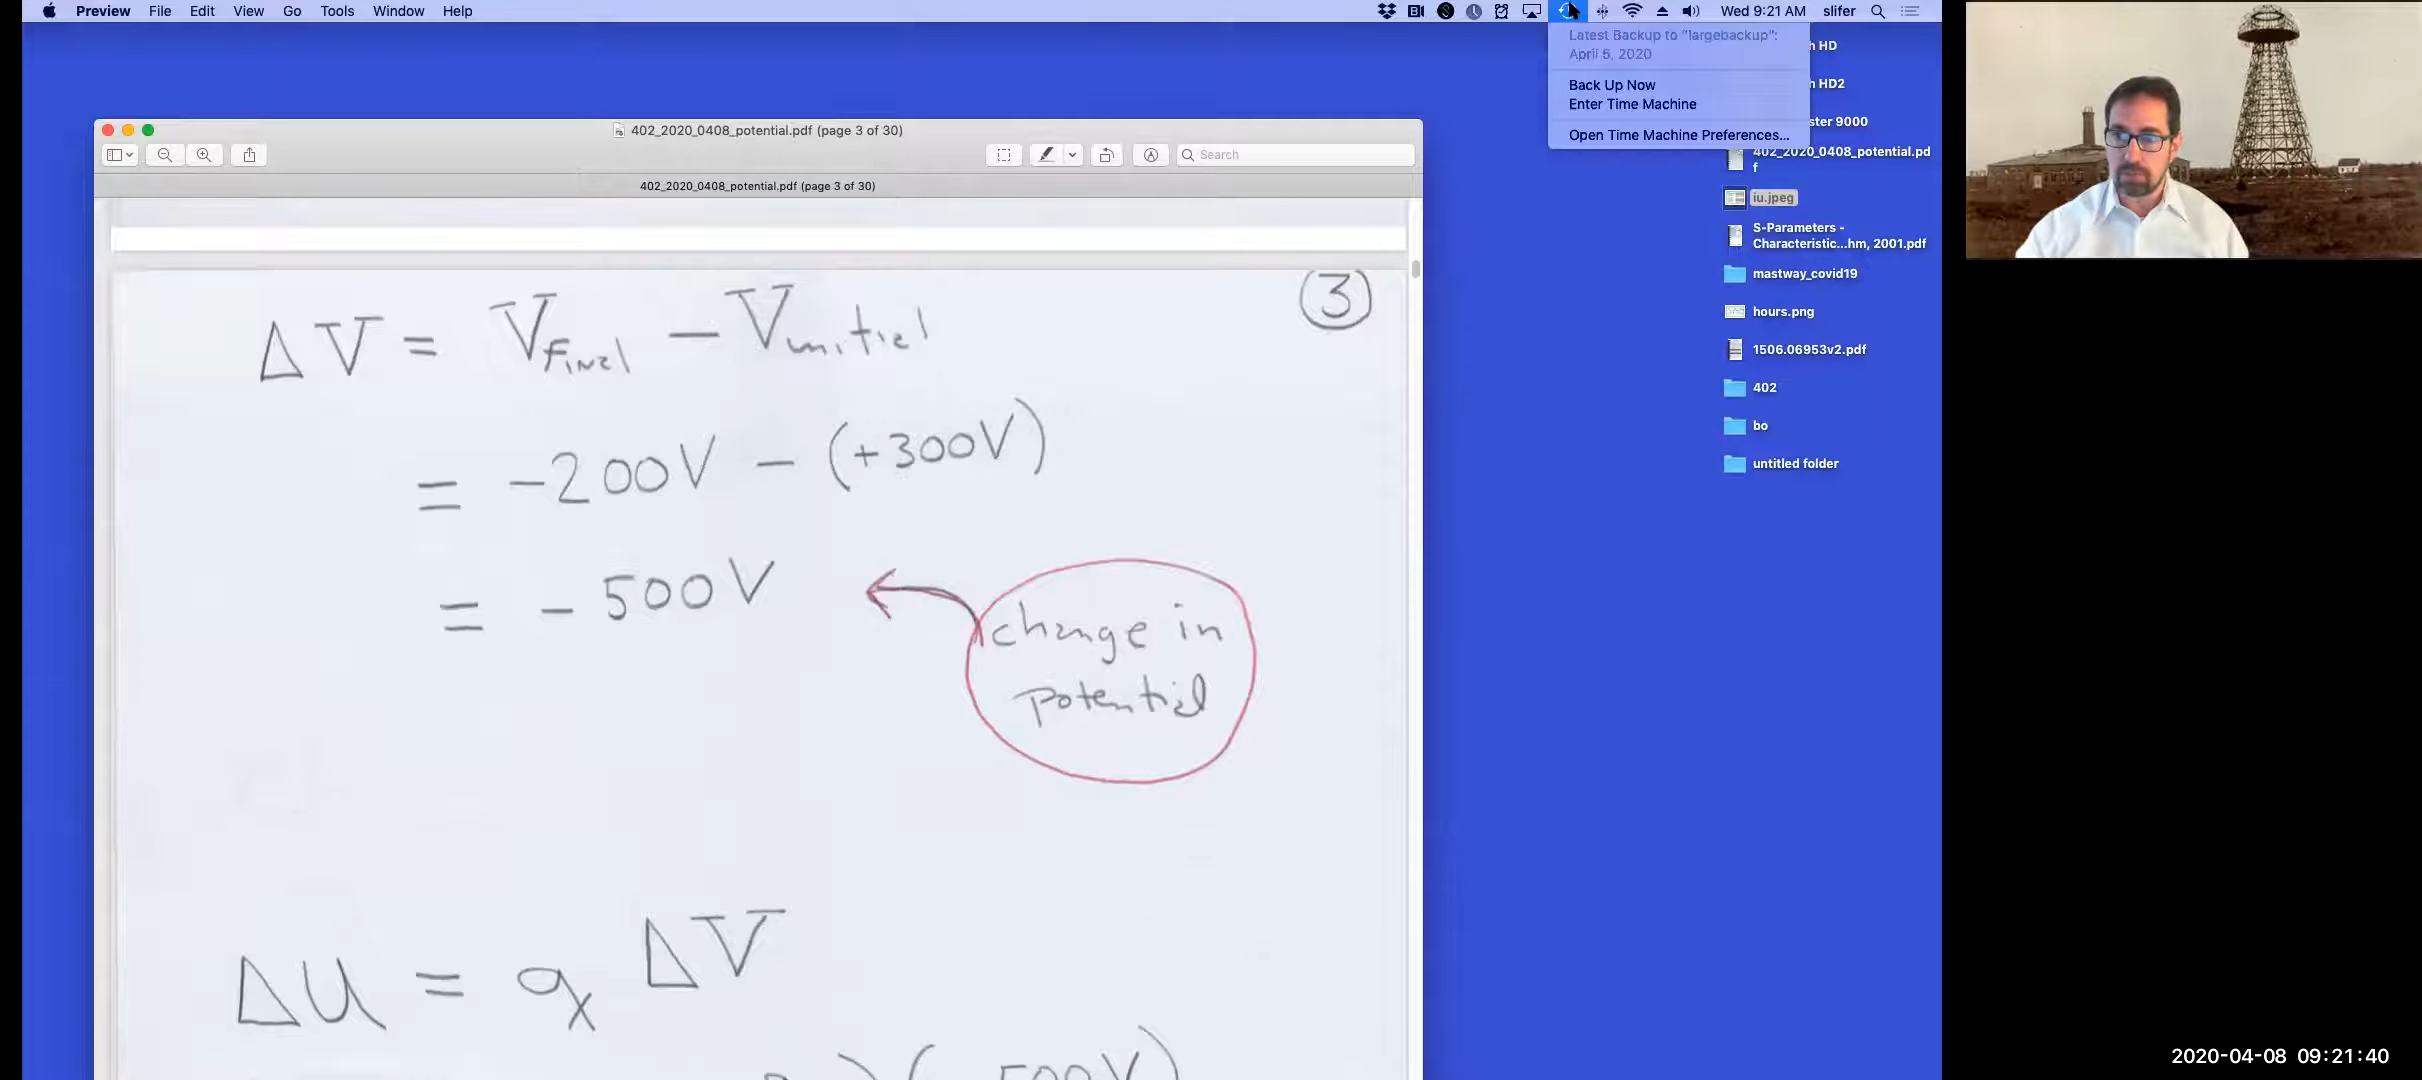 Preview File Edit View Go Tools Window Help
Wed 9:21 AM slifer
Latest Backup to "largebackup":
April 5, 2020
Back Up Now
Enter Time Machine
Open Time Machine Preferences...
h HD
h HD2
ster 9000
402_2020_0408_potential.pd
f
iu.jpeg
S-Parameters -
Characteristic...hm, 2001.pdf
mastway_covid19
hours.png
1506.06953v2.pdf
402
bo
untitled folder
402_2020_0408_potential.pdf (page 3 of 30)
Search
402_2020_0408_potential.pdf (page 3 of 30)
3
ΔV = Vfinal - Vinitial
= -200V - (+300V)
= - 500V
change in
potential
ΔU = q ΔV
) ( 500V)
2020-04-08 09:21:40